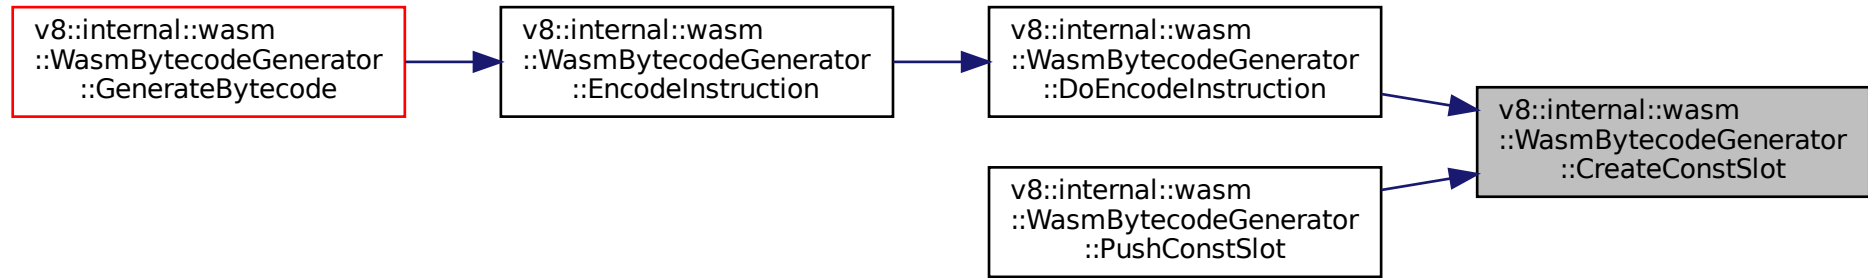 v8::internal::wasm
::WasmBytecodeGenerator
::GenerateBytecode
v8::internal::wasm
::WasmBytecodeGenerator
::EncodeInstruction
v8::internal::wasm
::WasmBytecodeGenerator
::DoEncodeInstruction
v8::internal::wasm
::WasmBytecodeGenerator
::CreateConstSlot
v8::internal::wasm
::WasmBytecodeGenerator
::PushConstSlot